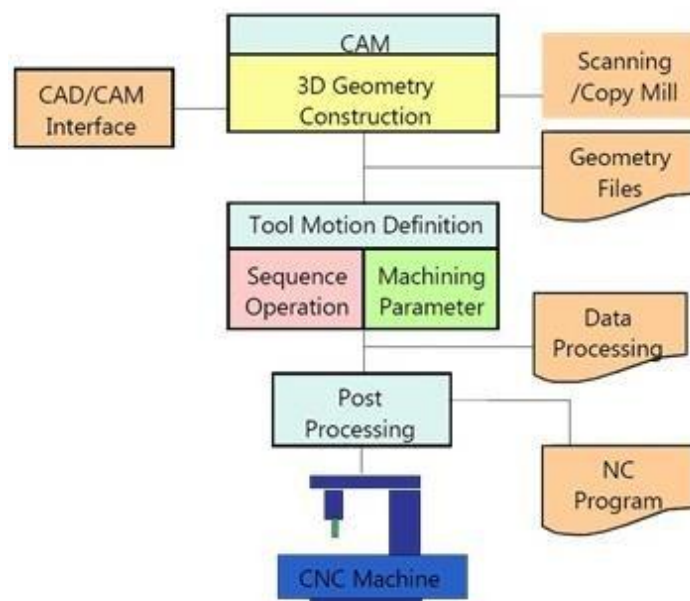 CAM
3D Geometry
Construction
CAD/CAM
Interface
Scanning
/Copy Mill
Geometry
Files
Tool Motion Definition
Sequence
Operation
Machining
Parameter
Data
Processing
Post
Processing
NC
Program
CNC Machine